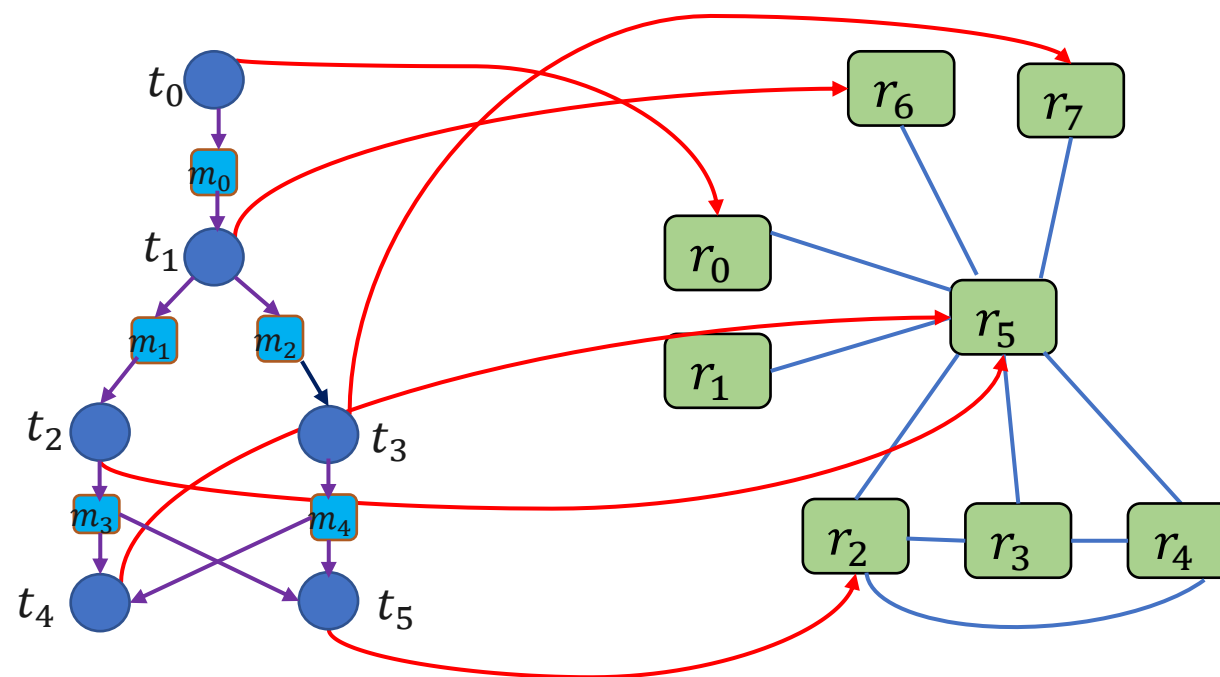 t₀
m₀
t₁
m₁
m₂
t₂
t₃
m₃
m₄
t₄
t₅
r₆
r₇
r₀
r₅
r₁
r₂
r₃
r₄